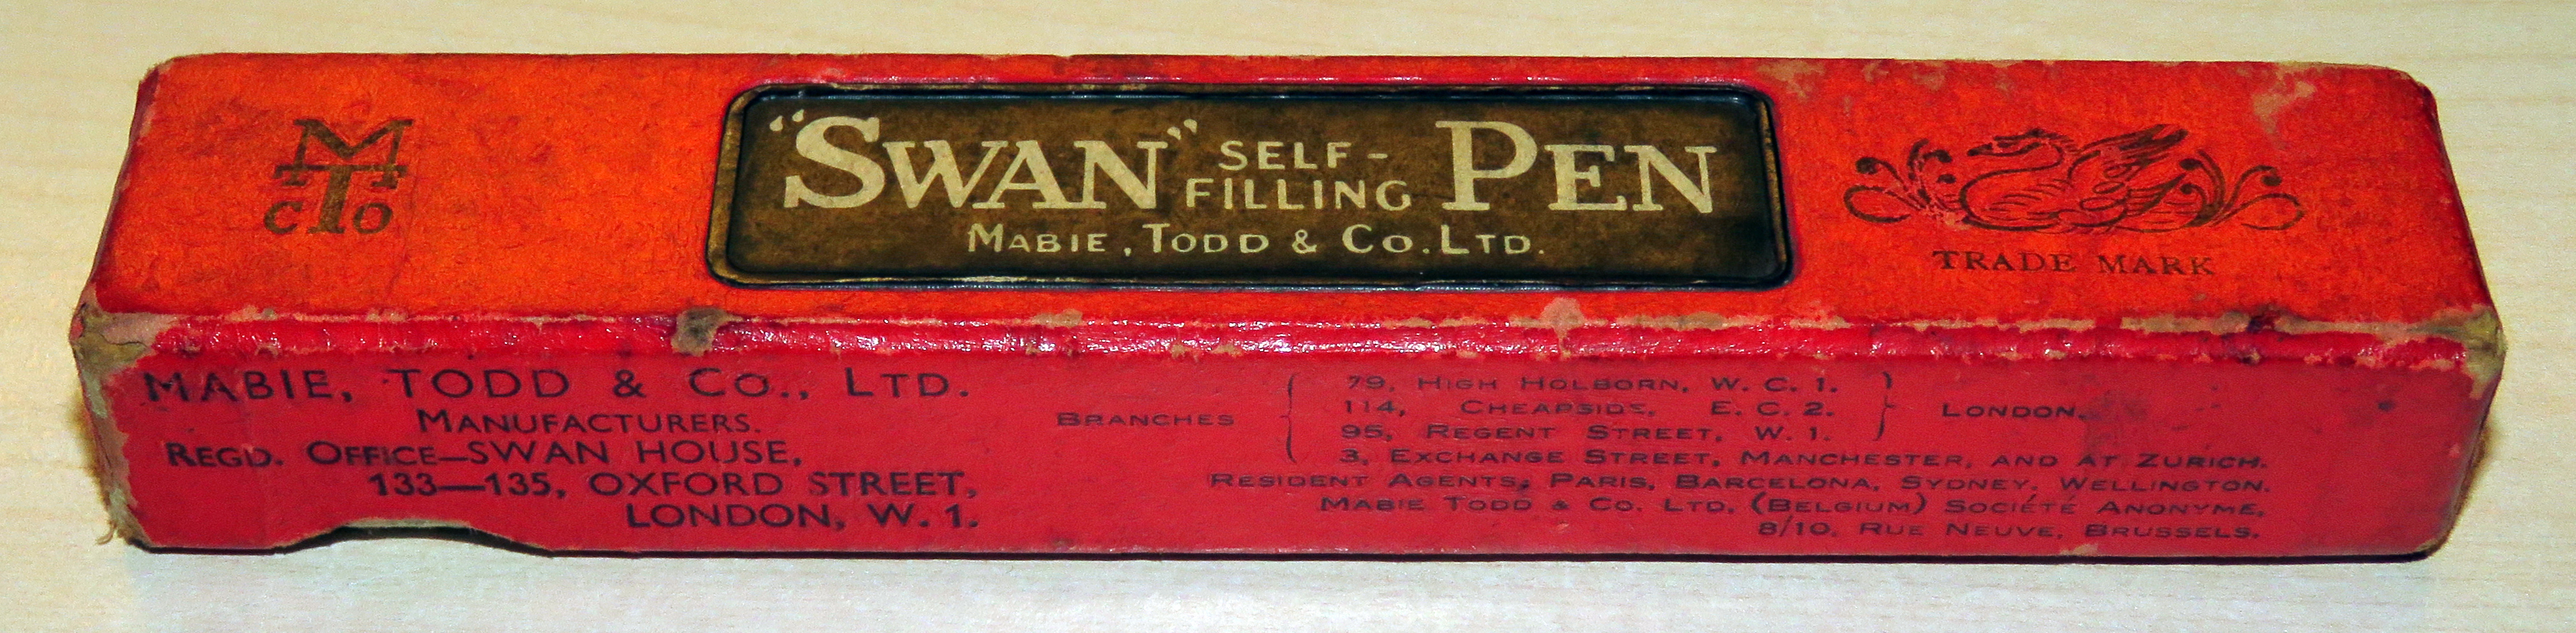 MT
CO
"SWAN" SELF-FILLING PEN
MABIE, TODD & CO. LTD.
TRADE MARK
MABIE, TODD & CO., LTD.
MANUFACTURERS.
REGD. OFFICE—SWAN HOUSE,
133—135, OXFORD STREET,
LONDON, W. 1.
BRANCHES
79, HIGH HOLBORN, W. C. 1.
114, CHEAPSIDE, E. C. 2.
95, REGENT STREET, W. 1.
LONDON,
3, EXCHANGE STREET, MANCHESTER, AND AT ZURICH.
RESIDENT AGENTS, PARIS, BARCELONA, SYDNEY, WELLINGTON.
MABIE TODD & CO. LTD. (BELGIUM) SOCIÉTÉ ANONYME,
8/10, RUE NEUVE, BRUSSELS.